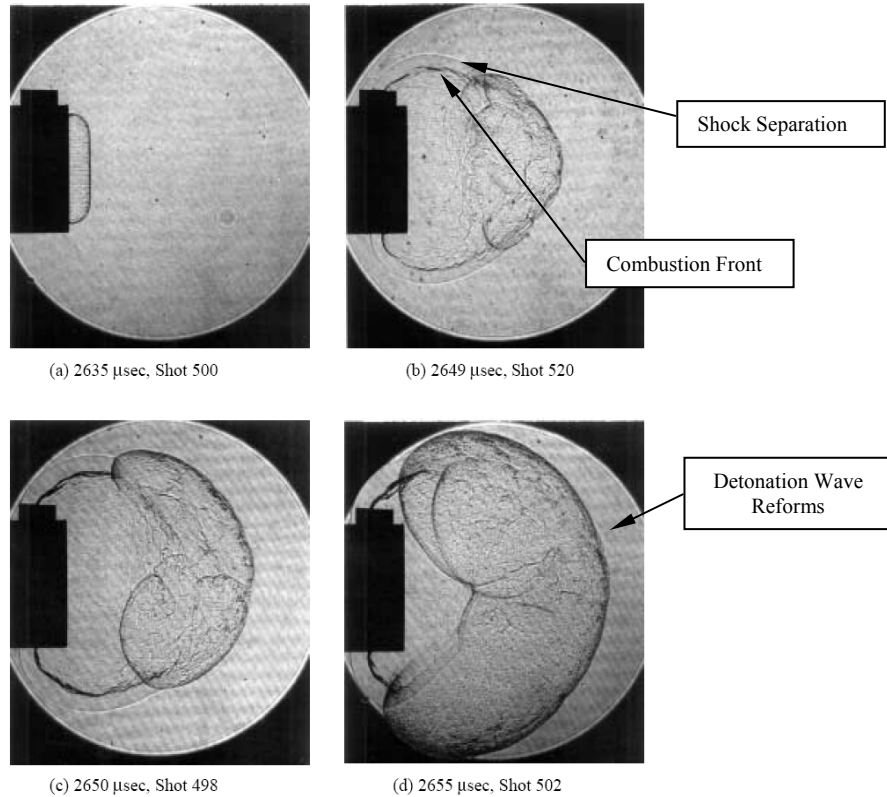 Shock Separation
Combustion Front
(a) 2635 μsec, Shot 500
(b) 2649 μsec, Shot 520
Detonation Wave
Reforms
(c) 2650 μsec, Shot 498
(d) 2655 μsec, Shot 502